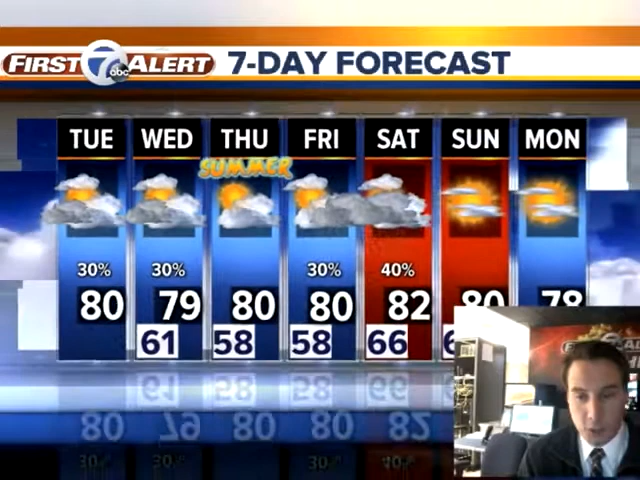 FIRST 7 abc ALERT 7-DAY FORECAST
TUE WED THU FRI SAT SUN MON
SUMMER
30% 30% 30% 40%
80 79 80 80 82 80 78
61 58 58 66